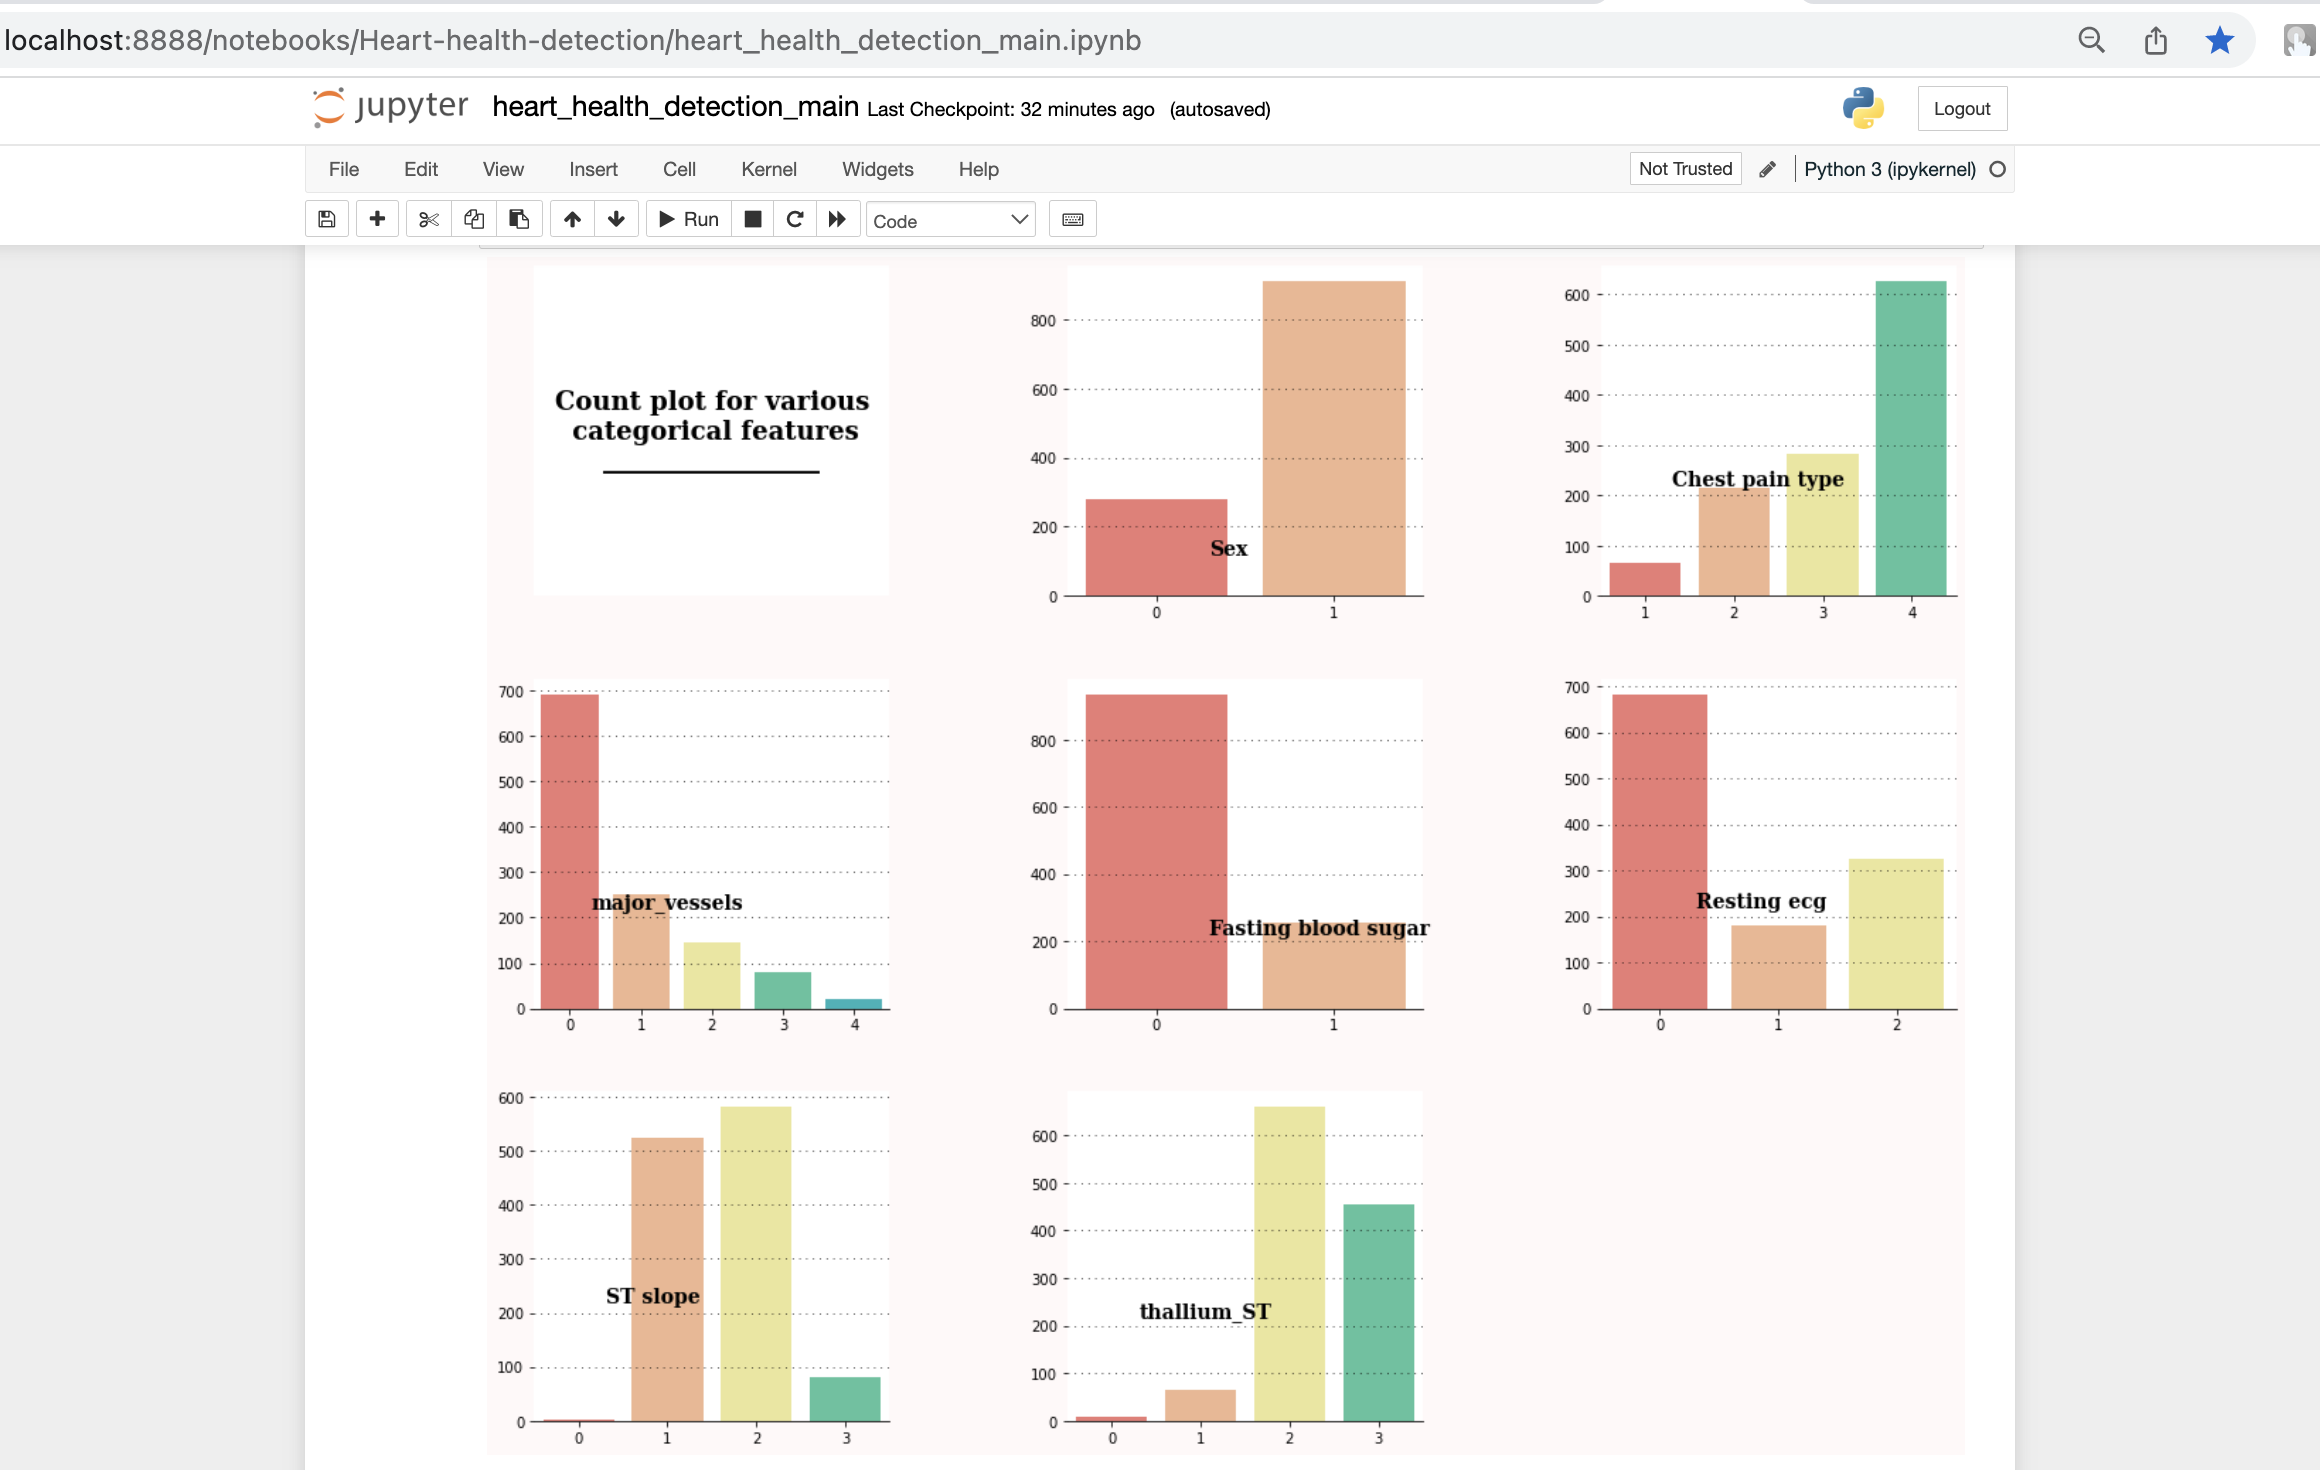 localhost:8888/notebooks/Heart-health-detection/heart_health_detection_main.ipynb
jupyter heart_health_detection_main Last Checkpoint: 32 minutes ago (autosaved) Logout
File Edit View Insert Cell Kernel Widgets Help Not Trusted Python 3 (ipykernel)
Run Code
Count plot for various
categorical features
800
600
400
200
0
Sex
0 1
600
500
400
300
200
100
0
Chest pain type
1 2 3 4
700
600
500
400
300
200
100
0
major_vessels
0 1 2 3 4
800
600
400
200
0
Fasting blood sugar
0 1
700
600
500
400
300
200
100
0
Resting ecg
0 1 2
600
500
400
300
200
100
0
ST slope
0 1 2 3
600
500
400
300
200
100
0
thallium_ST
0 1 2 3